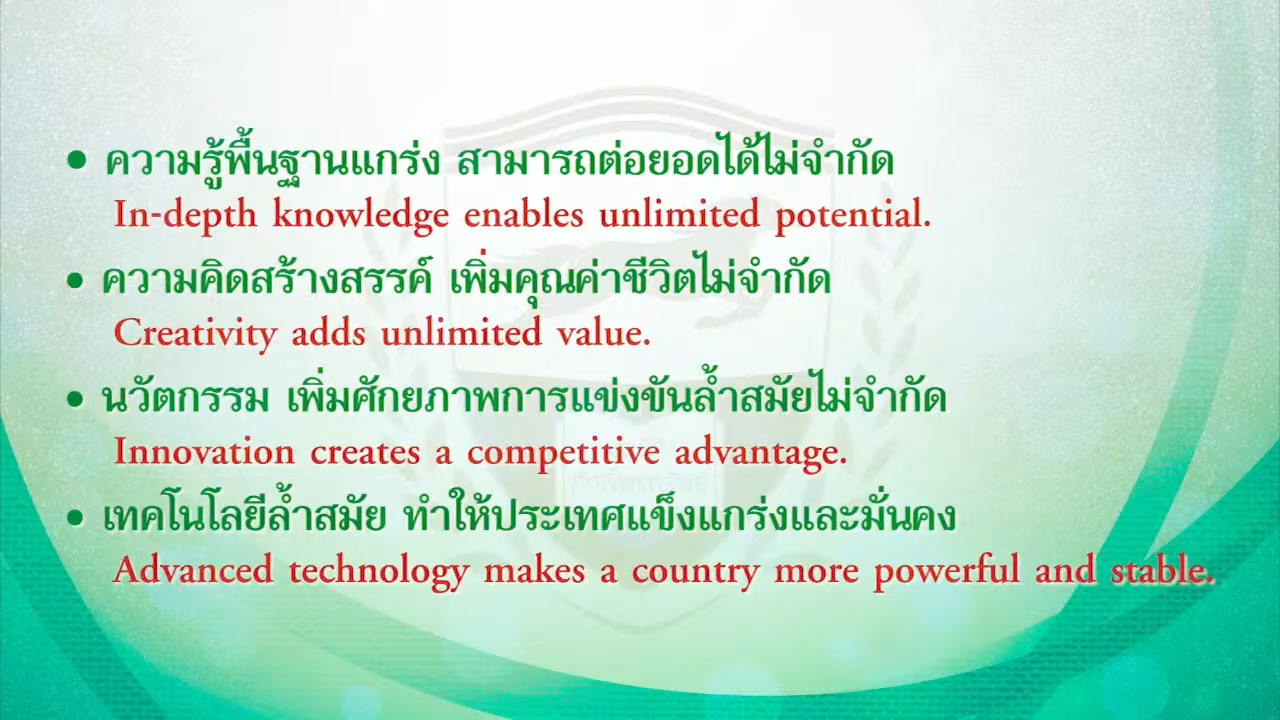 • ความรู้พื้นฐานแกร่ง สามารถต่อยอดได้ไม่จำกัด
In-depth knowledge enables unlimited potential.
• ความคิดสร้างสรรค์ เพิ่มคุณค่าชีวิตไม่จำกัด
Creativity adds unlimited value.
• นวัตกรรม เพิ่มศักยภาพการแข่งขันล้ำสมัยไม่จำกัด
Innovation creates a competitive advantage.
• เทคโนโลยีล้ำสมัย ทำให้ประเทศแข็งแกร่งและมั่นคง
Advanced technology makes a country more powerful and stable.